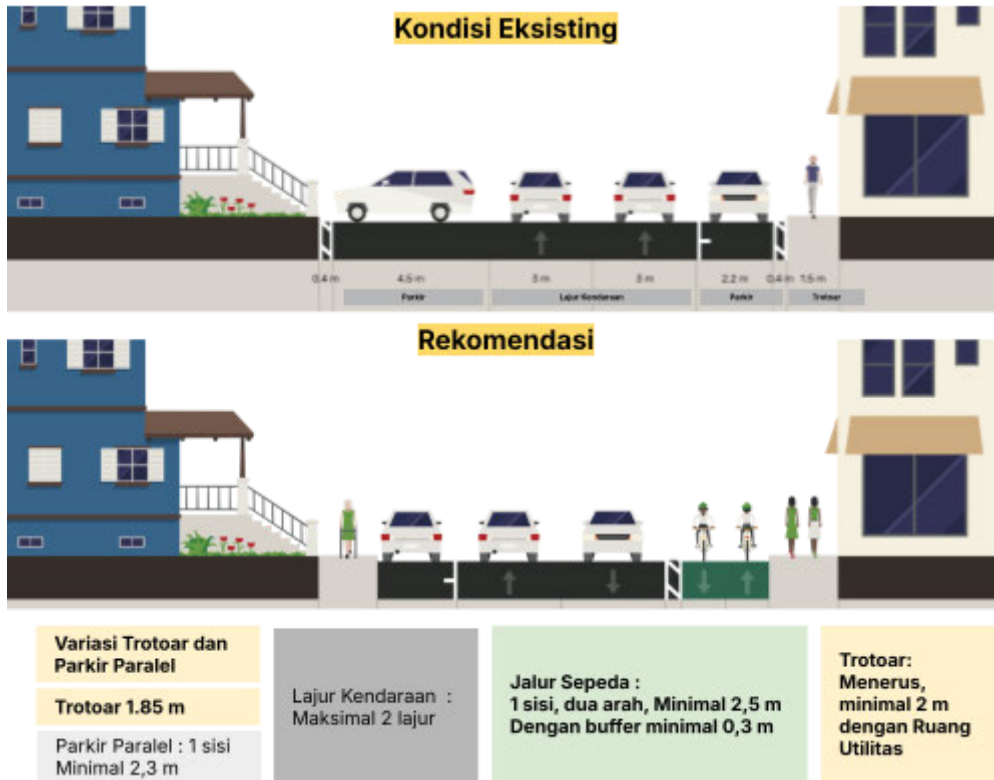 Kondisi Eksisting
0.4 m 4.5 m 3 m 3 m 2.2 m 0.4 m 1.5 m
Parkir Lajur Kendaraan Parkir Trotoar
Rekomendasi
Variasi Trotoar dan
Parkir Paralel
Trotoar 1.85 m
Parkir Paralel : 1 sisi
Minimal 2,3 m
Lajur Kendaraan :
Maksimal 2 lajur
Jalur Sepeda :
1 sisi, dua arah, Minimal 2,5 m
Dengan buffer minimal 0,3 m
Trotoar:
Menerus,
minimal 2 m
dengan Ruang
Utilitas